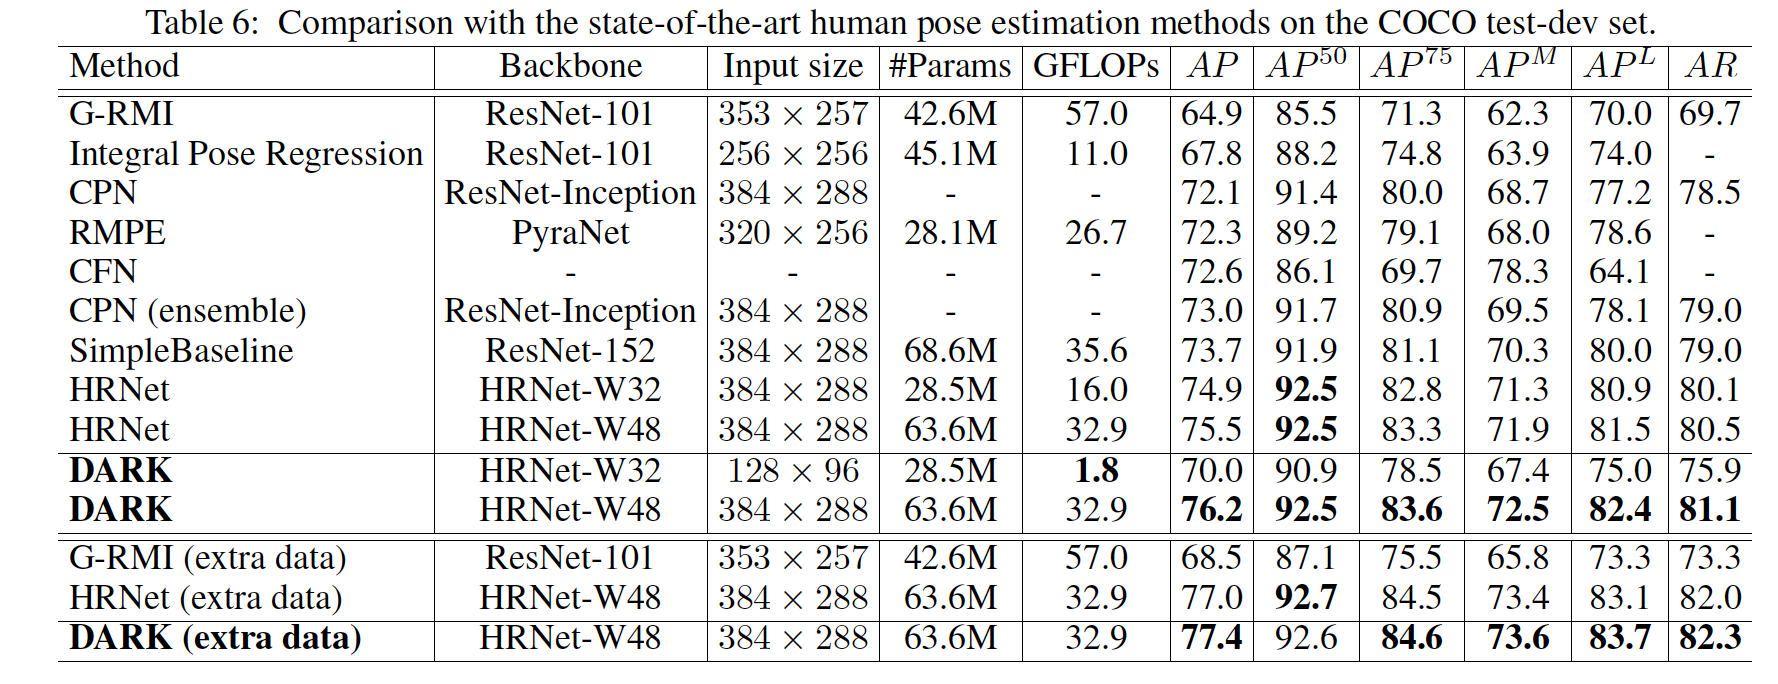 Table 6: Comparison with the state-of-the-art human pose estimation methods on the COCO test-dev set.
Method Backbone Input size #Params GFLOPs AP AP^50 AP^75 AP^M AP^L AR
G-RMI ResNet-101 353 × 257 42.6M 57.0 64.9 85.5 71.3 62.3 70.0 69.7
Integral Pose Regression ResNet-101 256 × 256 45.1M 11.0 67.8 88.2 74.8 63.9 74.0 -
CPN ResNet-Inception 384 × 288 - - 72.1 91.4 80.0 68.7 77.2 78.5
RMPE PyraNet 320 × 256 28.1M 26.7 72.3 89.2 79.1 68.0 78.6 -
CFN - - - - 72.6 86.1 69.7 78.3 64.1 -
CPN (ensemble) ResNet-Inception 384 × 288 - - 73.0 91.7 80.9 69.5 78.1 79.0
SimpleBaseline ResNet-152 384 × 288 68.6M 35.6 73.7 91.9 81.1 70.3 80.0 79.0
HRNet HRNet-W32 384 × 288 28.5M 16.0 74.9 92.5 82.8 71.3 80.9 80.1
HRNet HRNet-W48 384 × 288 63.6M 32.9 75.5 92.5 83.3 71.9 81.5 80.5
DARK HRNet-W32 128 × 96 28.5M 1.8 70.0 90.9 78.5 67.4 75.0 75.9
DARK HRNet-W48 384 × 288 63.6M 32.9 76.2 92.5 83.6 72.5 82.4 81.1
G-RMI (extra data) ResNet-101 353 × 257 42.6M 57.0 68.5 87.1 75.5 65.8 73.3 73.3
HRNet (extra data) HRNet-W48 384 × 288 63.6M 32.9 77.0 92.7 84.5 73.4 83.1 82.0
DARK (extra data) HRNet-W48 384 × 288 63.6M 32.9 77.4 92.6 84.6 73.6 83.7 82.3